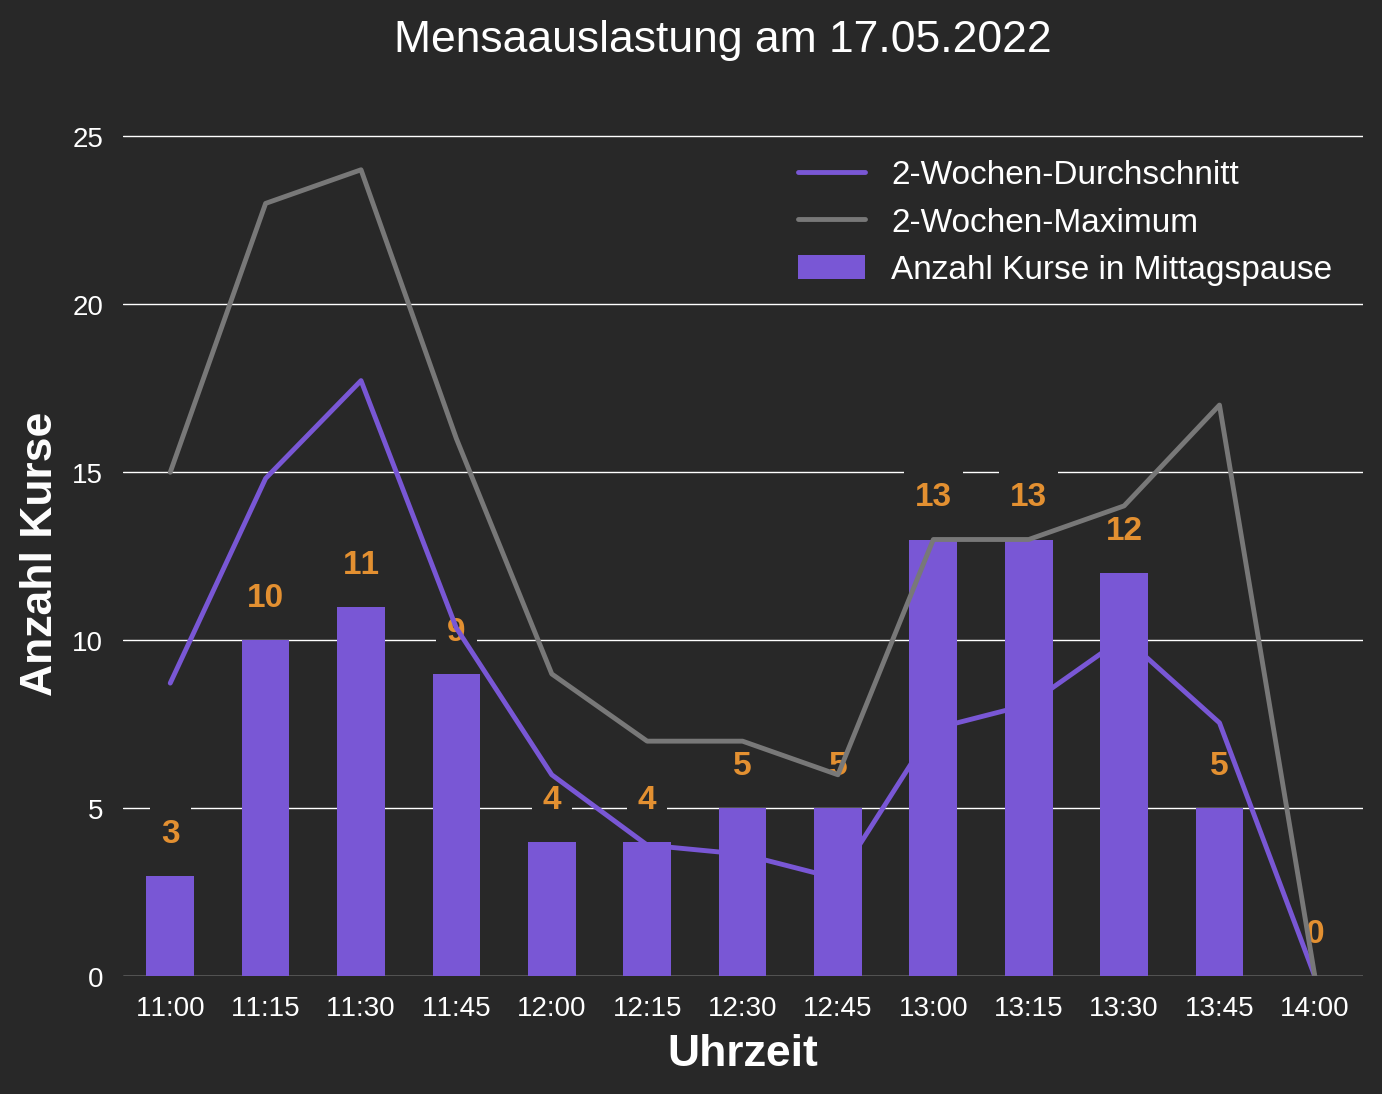 Mensaauslastung am 17.05.2022
25
2-Wochen-Durchschnitt
2-Wochen-Maximum
Anzahl Kurse in Mittagspause
20
15
10
5
0
Anzahl Kurse
3
10
11
9
4
4
5
5
13
13
12
5
0
11:00 11:15 11:30 11:45 12:00 12:15 12:30 12:45 13:00 13:15 13:30 13:45 14:00
Uhrzeit